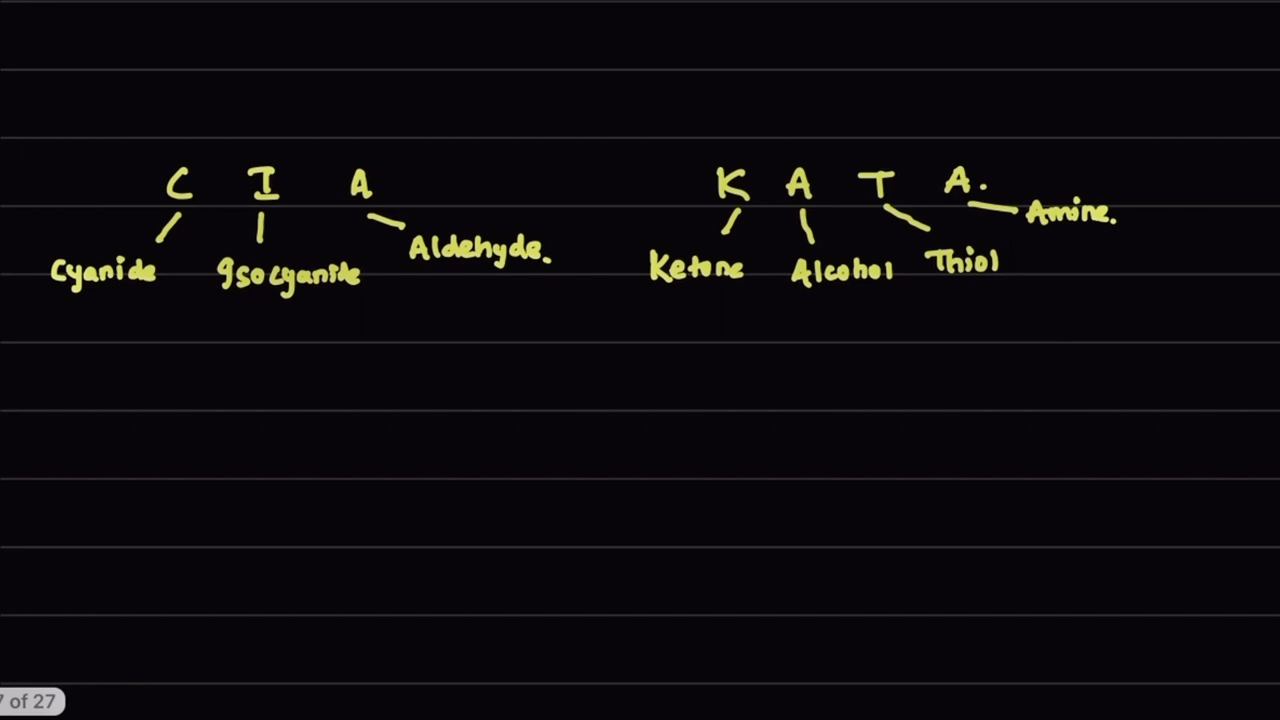 C I A K A T A.
Cyanide Isocyanide Aldehyde. Ketone Alcohol Thiol Amine.
7 of 27